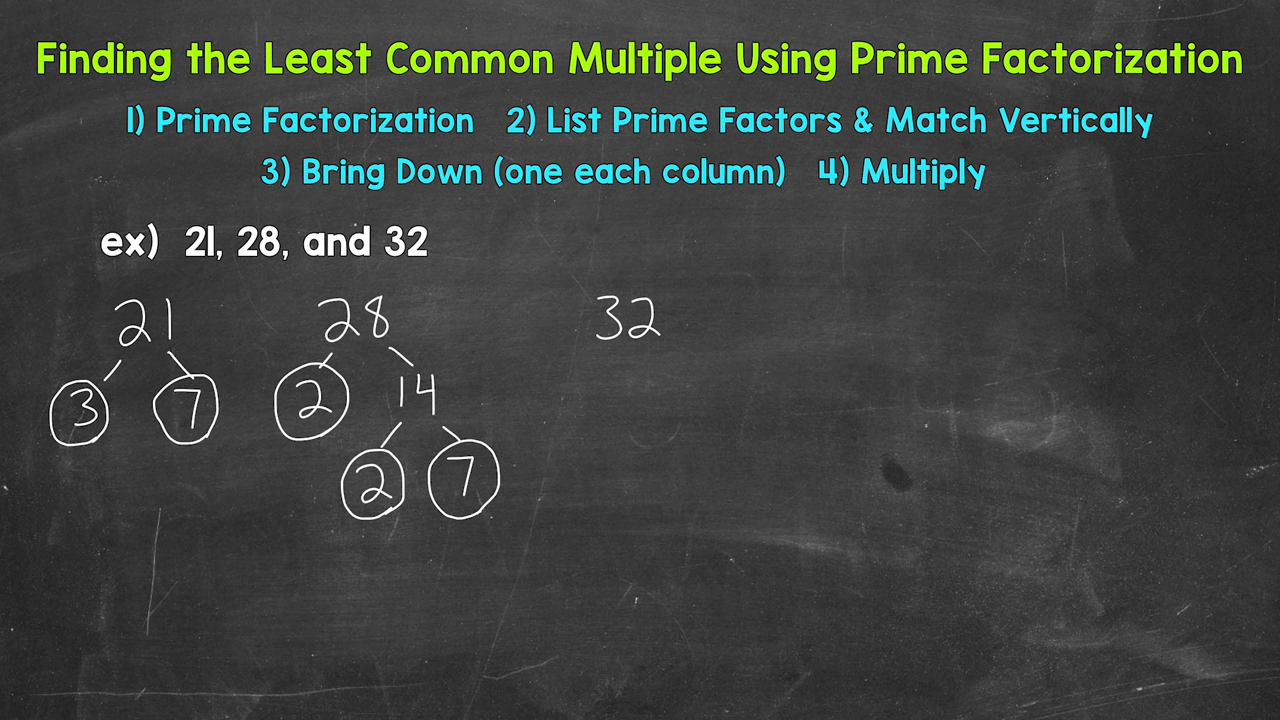 Finding the Least Common Multiple Using Prime Factorization
1) Prime Factorization 2) List Prime Factors & Match Vertically
3) Bring Down (one each column) 4) Multiply
ex) 21, 28, and 32
21 28 32
3 7 2 14
2 7